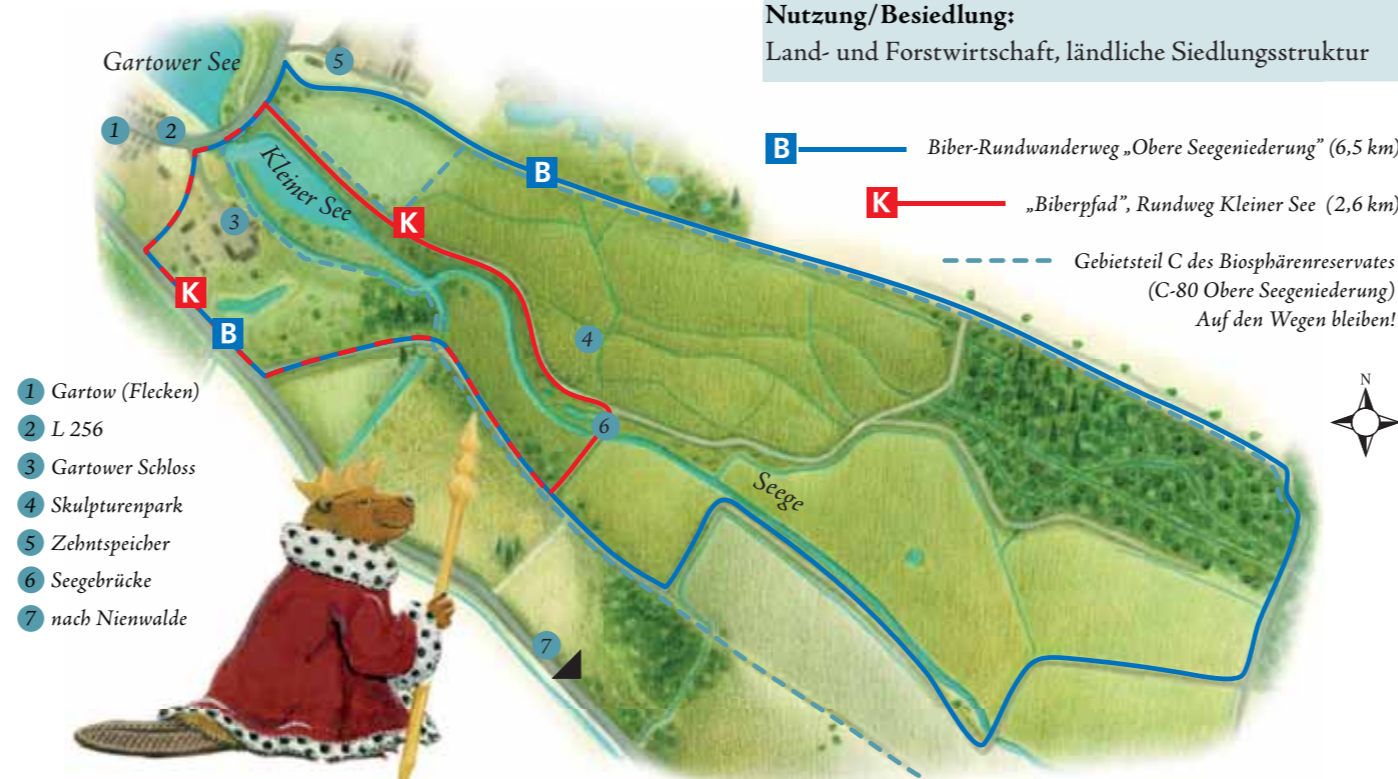 Nutzung/Besiedlung:
Land- und Forstwirtschaft, ländliche Siedlungsstruktur
B Biber-Rundwanderweg „Obere Seegeniederung" (6,5 km)
K „Biberpfad", Rundweg Kleiner See (2,6 km)
Gebietsteil C des Biosphärenreservates
(C-80 Obere Seegeniederung)
Auf den Wegen bleiben!
N
Gartower See
5
1
2
Kleiner See
B
3
K
K
B
4
6
Seege
7
1 Gartow (Flecken)
2 L 256
3 Gartower Schloss
4 Skulpturenpark
5 Zehntspeicher
6 Seegebrücke
7 nach Nienwalde